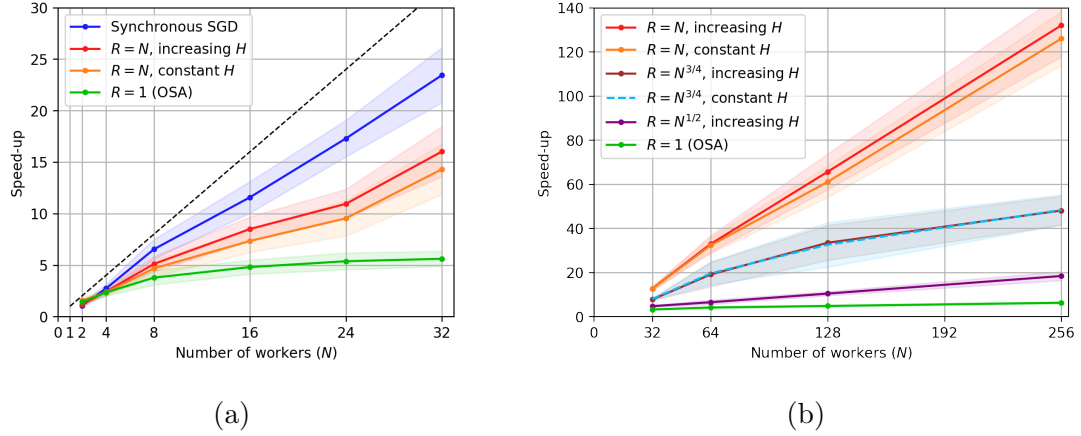 30
25
20
15
10
5
0
Speed-up
Synchronous SGD
R = N, increasing H
R = N, constant H
R = 1 (OSA)
0 1 2 4 8 16 24 32
Number of workers (N)
(a)
140
120
100
80
60
40
20
0
Speed-up
R = N, increasing H
R = N, constant H
R = N^{3/4}, increasing H
R = N^{3/4}, constant H
R = N^{1/2}, increasing H
R = 1 (OSA)
0 32 64 128 192 256
Number of workers (N)
(b)